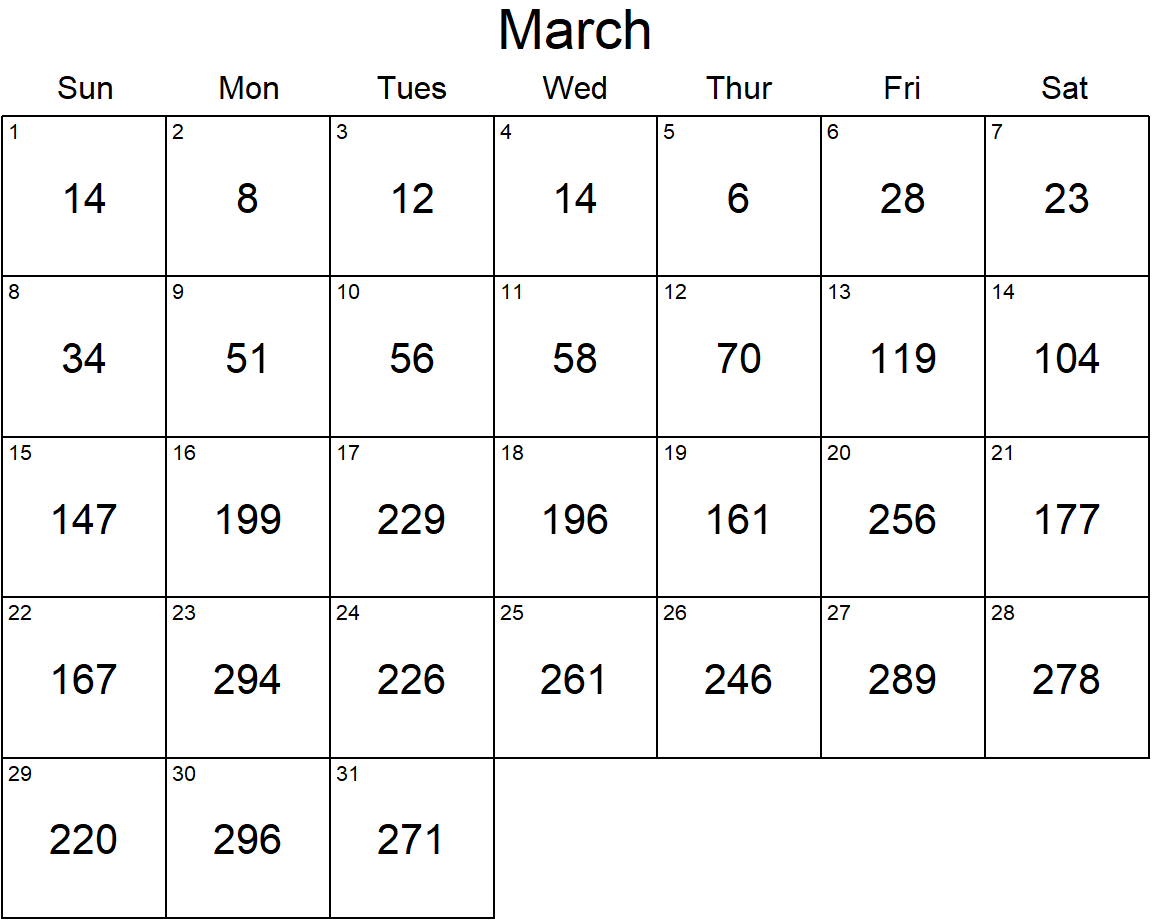 March
Sun Mon Tues Wed Thur Fri Sat
1 2 3 4 5 6 7
14 8 12 14 6 28 23
8 9 10 11 12 13 14
34 51 56 58 70 119 104
15 16 17 18 19 20 21
147 199 229 196 161 256 177
22 23 24 25 26 27 28
167 294 226 261 246 289 278
29 30 31
220 296 271